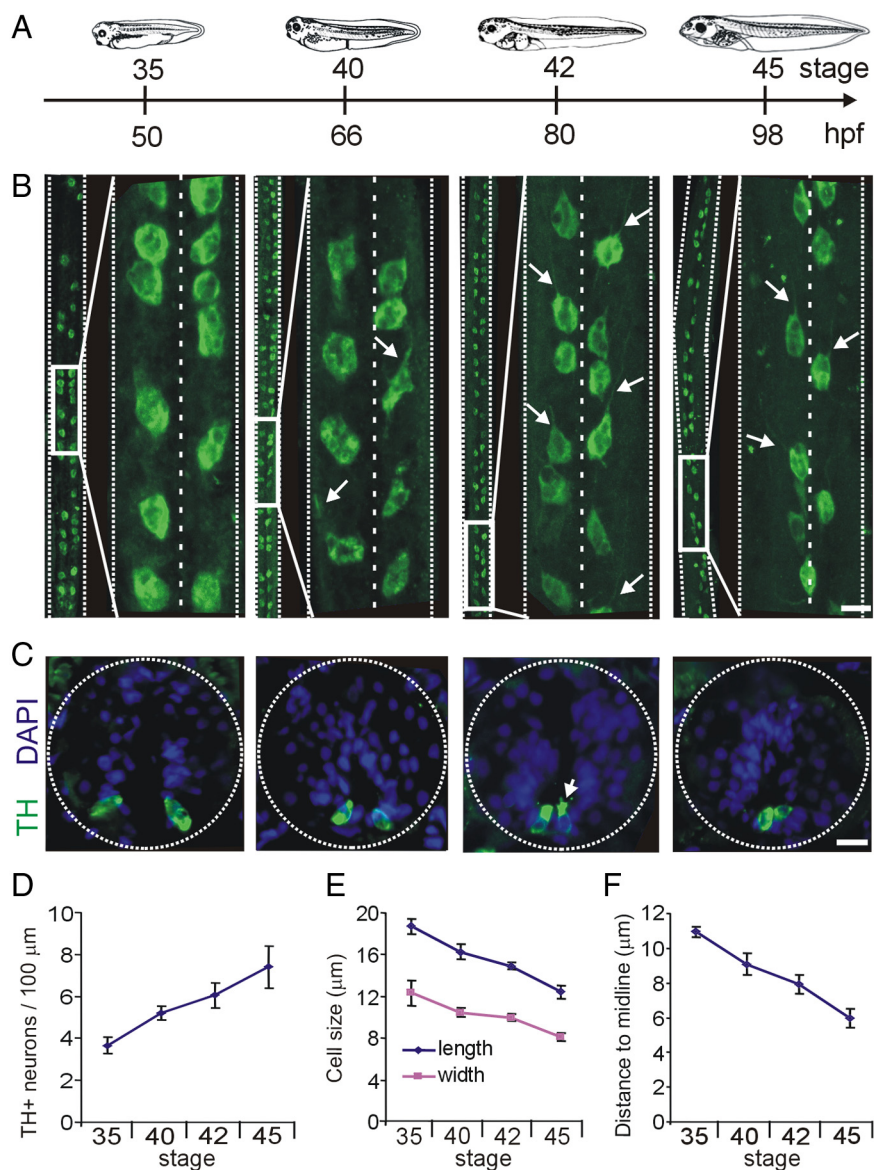 A
35 40 42 45 stage
50 66 80 98 hpf
B
C
TH DAPI
D
E
F
TH+ neurons / 100 μm
10
8
6
4
2
0
35 40 42 45
stage
Cell size (μm)
20
16
12
8
4
0
length
width
35 40 42 45
stage
Distance to midline (μm)
12
10
8
6
4
2
0
35 40 42 45
stage